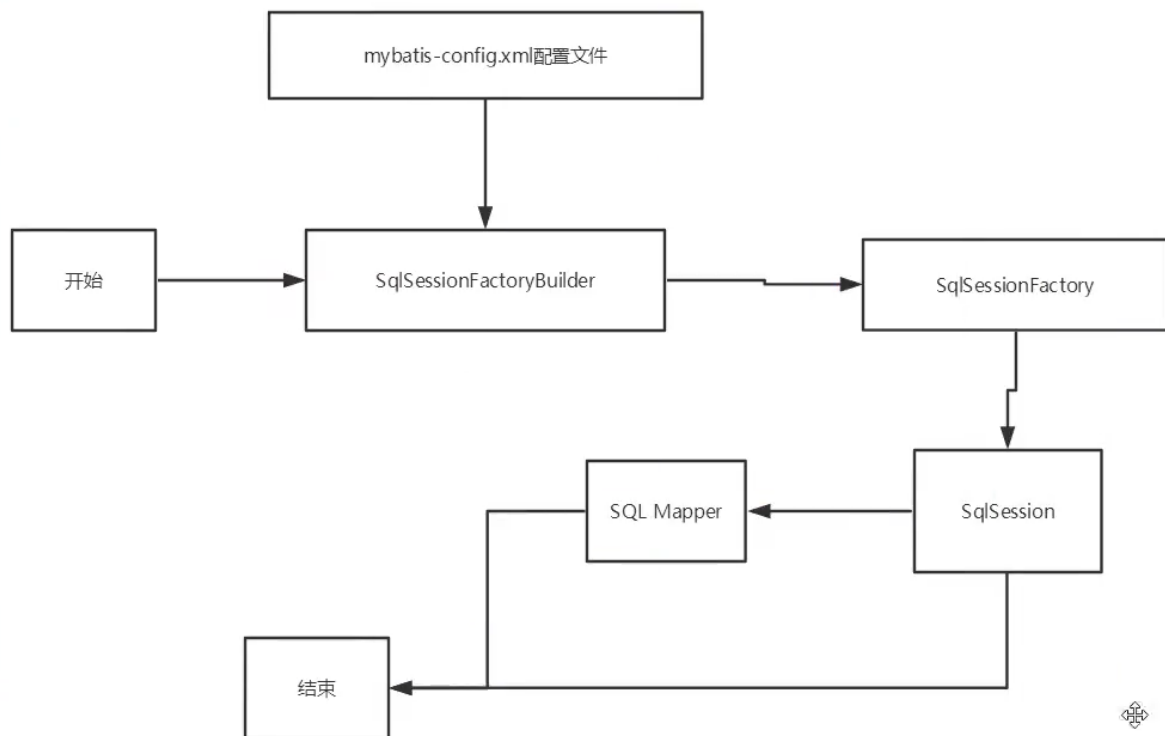 mybatis-config.xml配置文件
开始
SqlSessionFactoryBuilder
SqlSessionFactory
SQL Mapper
SqlSession
结束